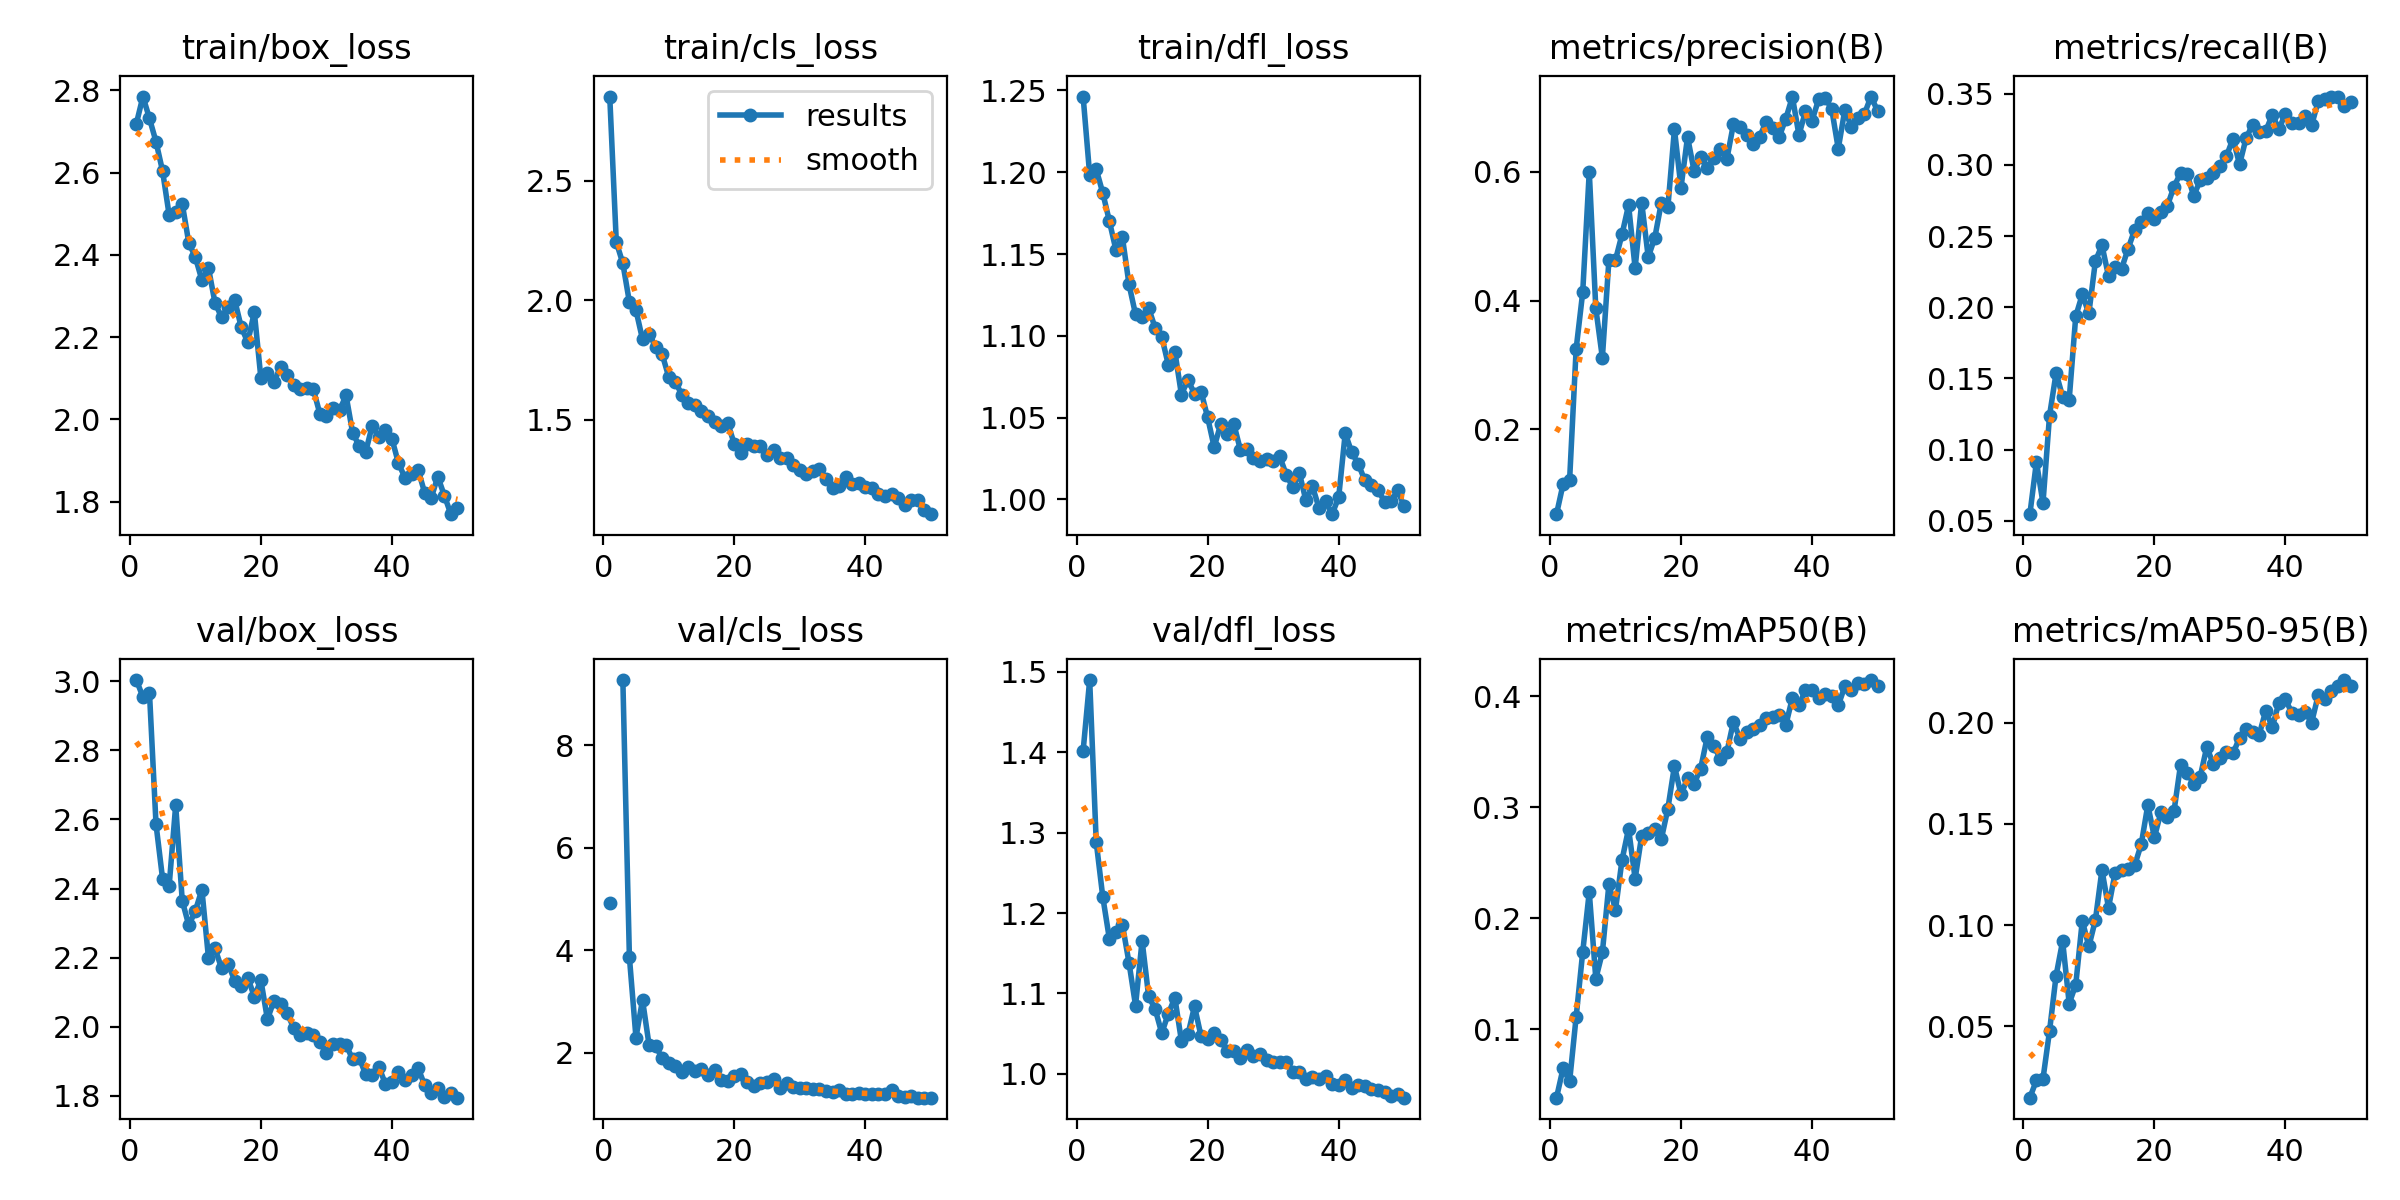 train/box_loss
2.8
2.6
2.4
2.2
2.0
1.8
0 20 40
train/cls_loss
results
smooth
2.5
2.0
1.5
0 20 40
train/dfl_loss
1.25
1.20
1.15
1.10
1.05
1.00
0 20 40
metrics/precision(B)
0.6
0.4
0.2
0 20 40
metrics/recall(B)
0.35
0.30
0.25
0.20
0.15
0.10
0.05
0 20 40
val/box_loss
3.0
2.8
2.6
2.4
2.2
2.0
1.8
0 20 40
val/cls_loss
8
6
4
2
0 20 40
val/dfl_loss
1.5
1.4
1.3
1.2
1.1
1.0
0 20 40
metrics/mAP50(B)
0.4
0.3
0.2
0.1
0 20 40
metrics/mAP50-95(B)
0.20
0.15
0.10
0.05
0 20 40